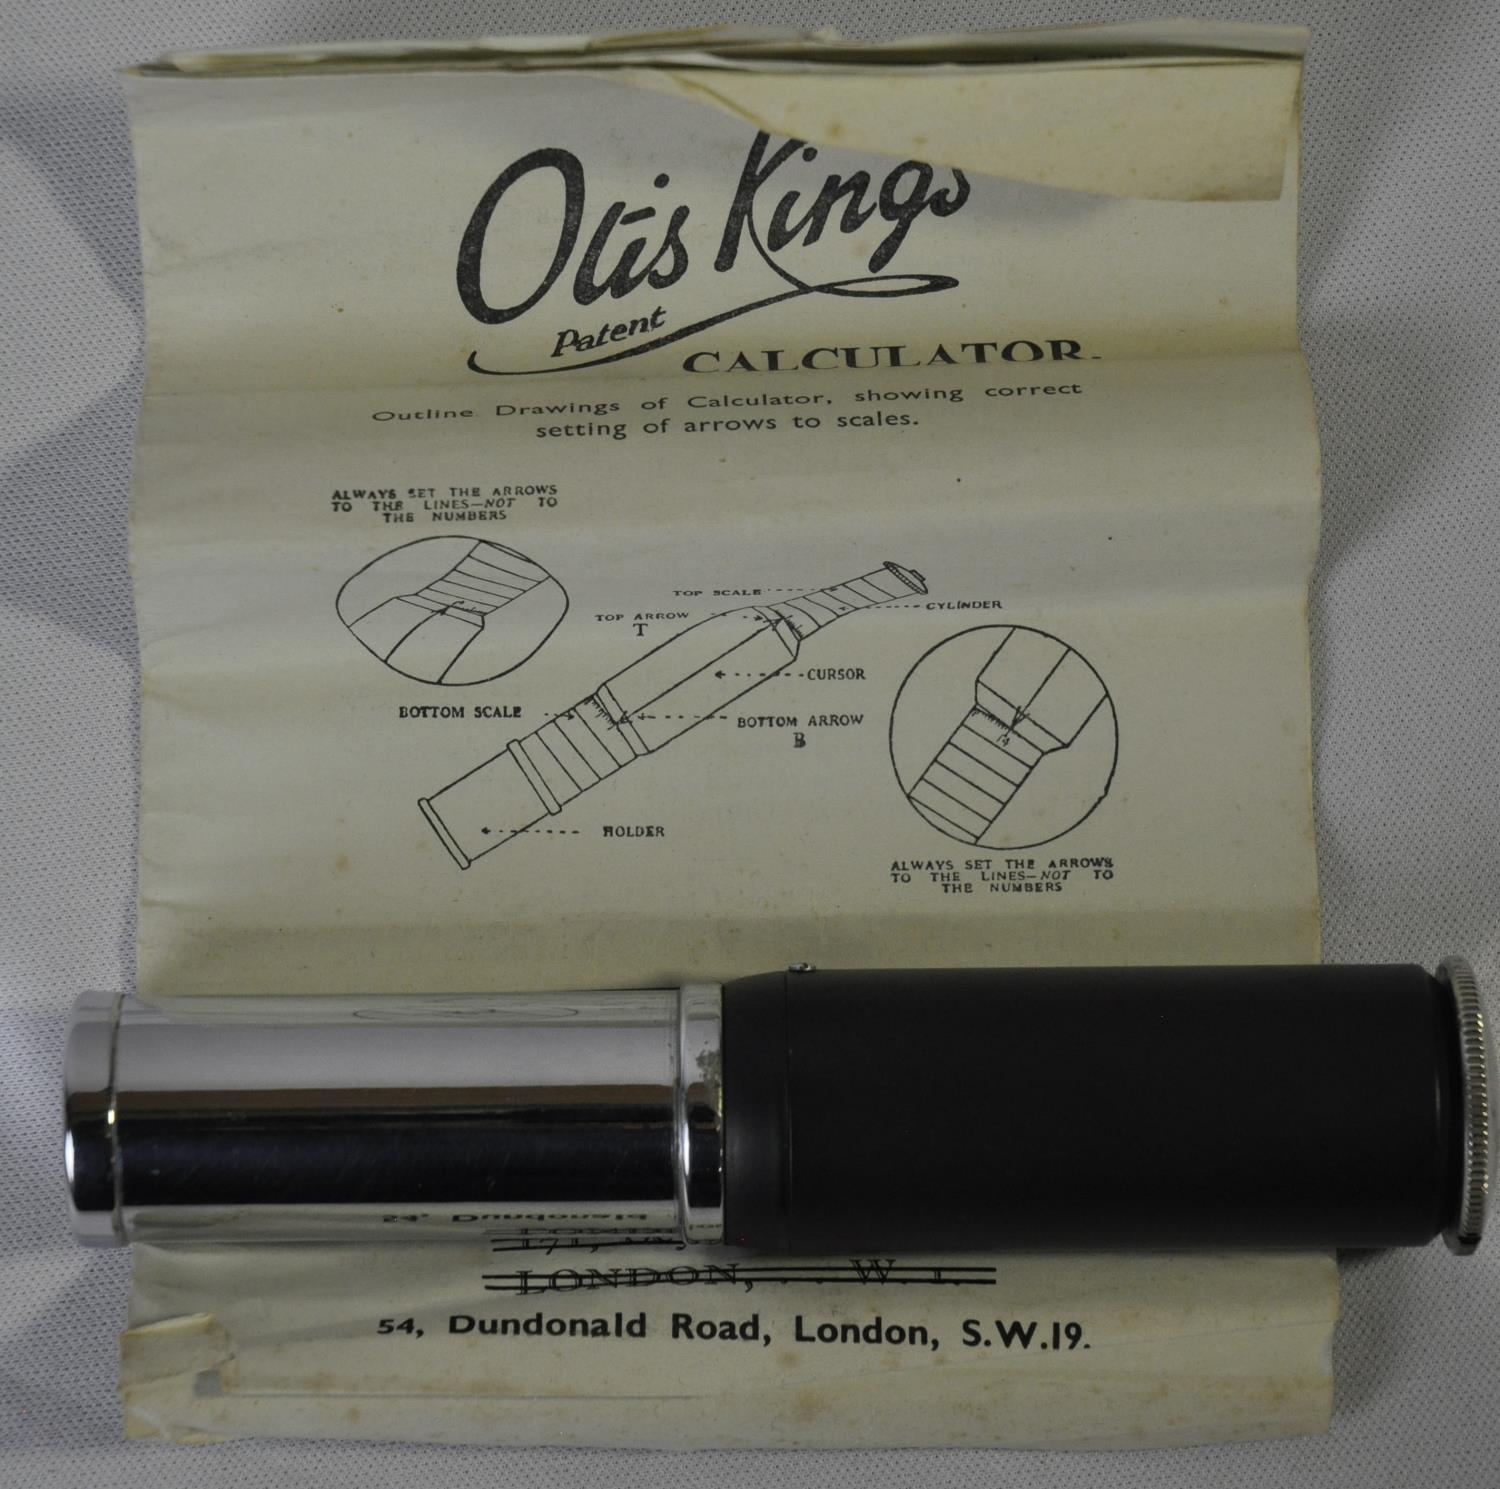 Otis Kings
Patent
CALCULATOR.
Outline Drawings of Calculator, showing correct
setting of arrows to scales.
ALWAYS SET THE ARROWS
TO THE LINES—NOT TO
THE NUMBERS
TOP SCALE
TOP ARROW
T
CYLINDER
CURSOR
BOTTOM SCALE
BOTTOM ARROW
B
HOLDER
14
ALWAYS SET THE ARROWS
TO THE LINES—NOT TO
THE NUMBERS
171,
LONDON, . . W. 1.
54, Dundonald Road, London, S.W.19.